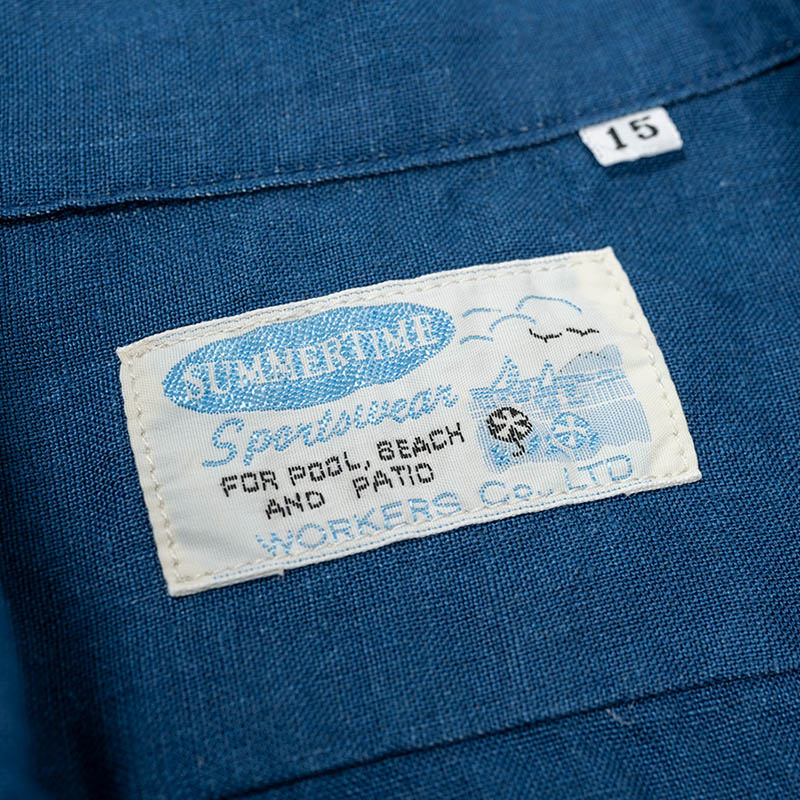 15
SUMMERTIME
Sportswear
FOR POOL, BEACH
AND PATIO
WORKERS Co., LTD